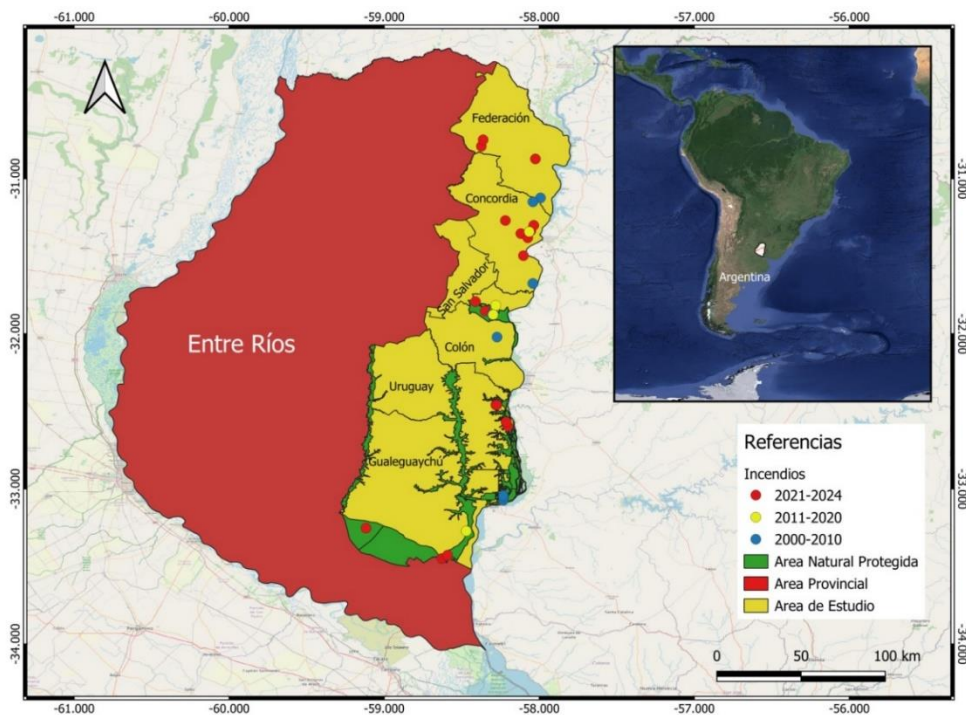 -61.000 -60.000 -59.000 -58.000 -57.000 -56.000
-31.000
-32.000
-33.000
-34.000
Federación
Concordia
San Salvador
Colón
Uruguay
Gualeguaychú
Entre Ríos
Argentina
Referencias
Incendios
2021-2024
2011-2020
2000-2010
Area Natural Protegida
Area Provincial
Area de Estudio
0 50 100 km
-31.000
-32.000
-33.000
-34.000
-61.000 -60.000 -59.000 -58.000 -57.000 -56.000